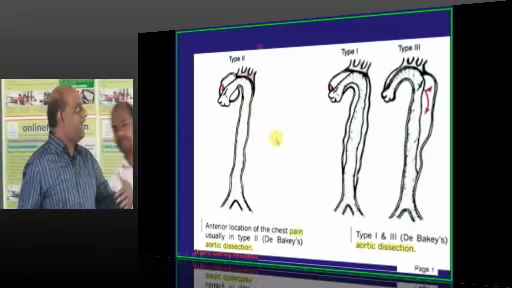 Type II
Type I
Type III
Anterior location of the chest pain
usually in type II (De Bakey's)
aortic dissection.
Type I & III (De Bakey's)
aortic dissection.
Page 1